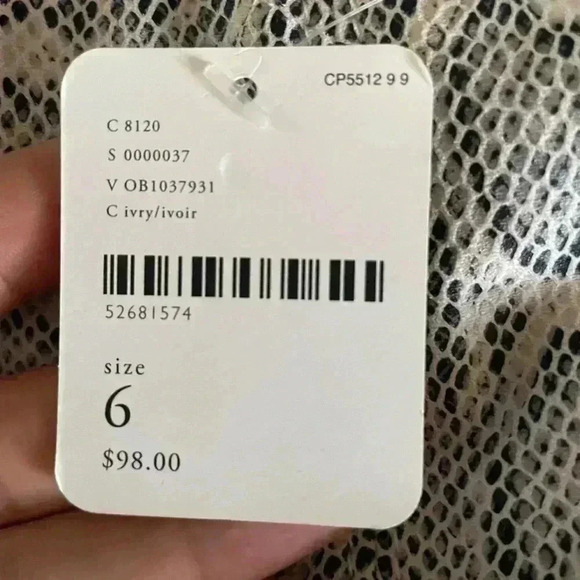 CP5512 9 9
C 8120
S 0000037
V OB1037931
C ivry/ivoir
52681574
size
6
$98.00